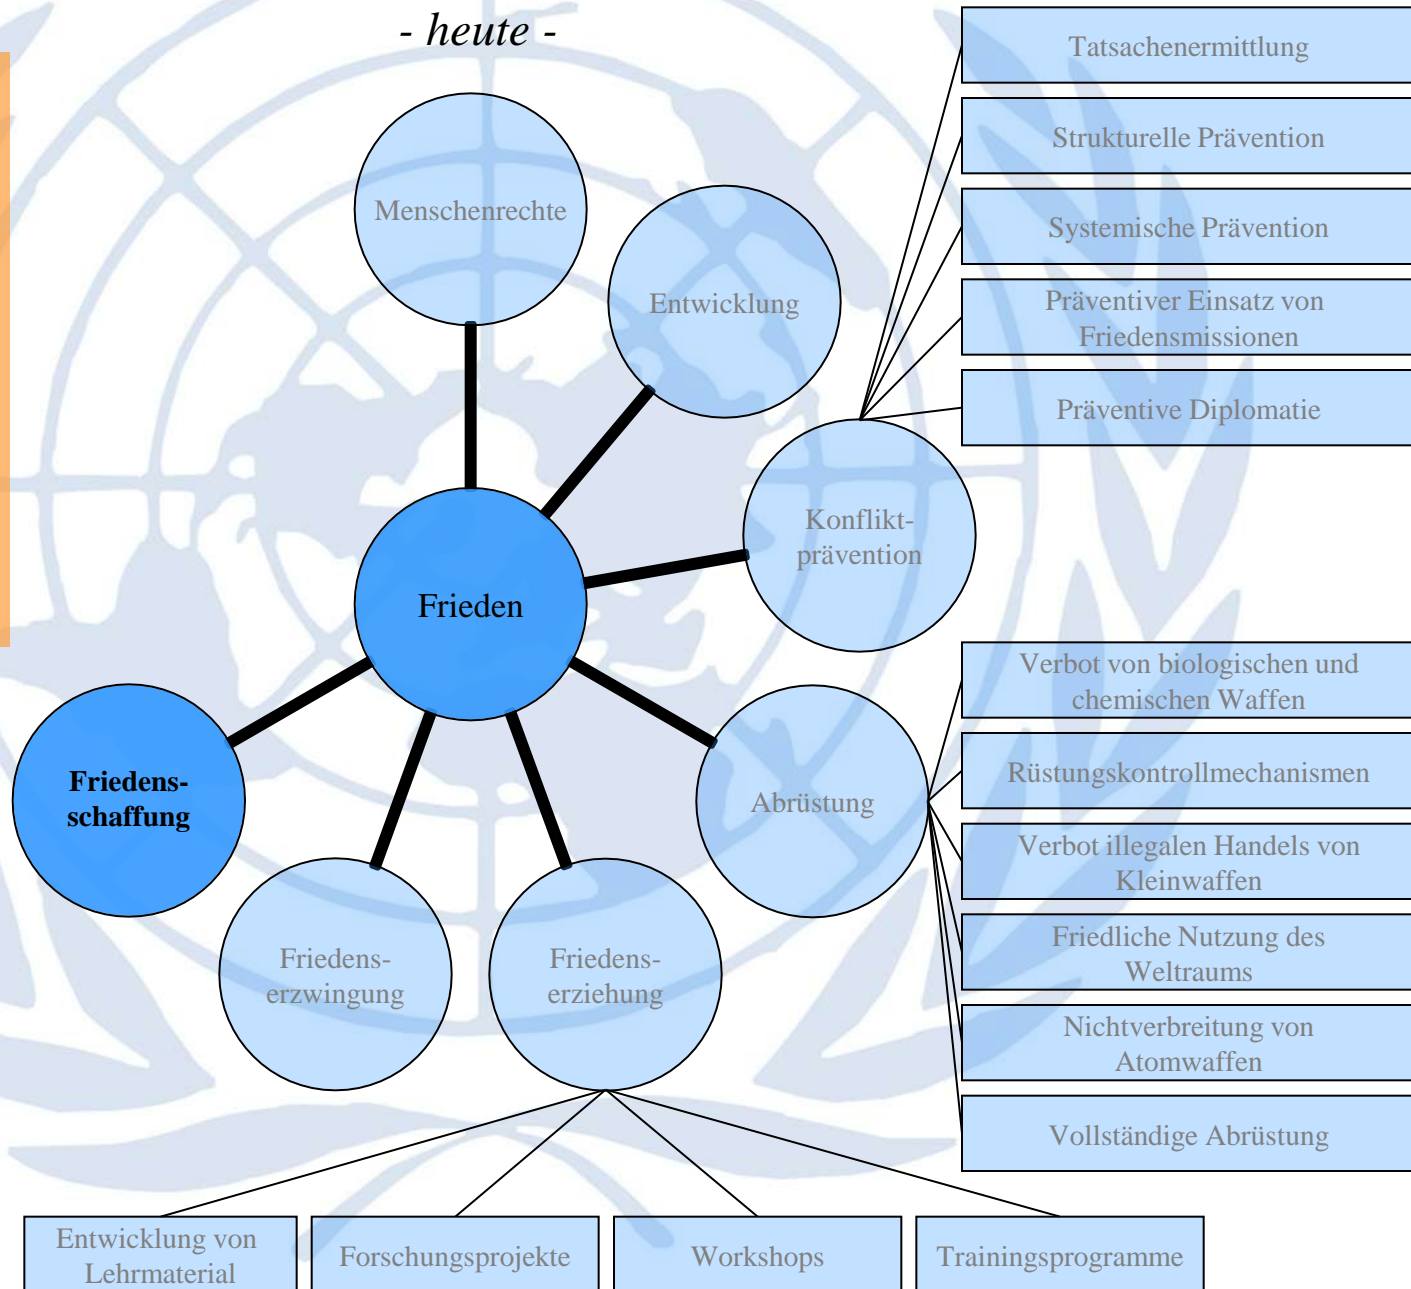 - heute -
Tatsachenermittlung
Strukturelle Prävention
Systemische Prävention
Präventiver Einsatz von
Friedensmissionen
Präventive Diplomatie
Menschenrechte
Entwicklung
Konflikt-
prävention
Frieden
Verbot von biologischen und
chemischen Waffen
Rüstungskontrollmechanismen
Verbot illegalen Handels von
Kleinwaffen
Friedliche Nutzung des
Weltraums
Nichtverbreitung von
Atomwaffen
Vollständige Abrüstung
Abrüstung
Friedens-
schaffung
Friedens-
erzwingung
Friedens-
erziehung
Entwicklung von
Lehrmaterial
Forschungsprojekte
Workshops
Trainingsprogramme